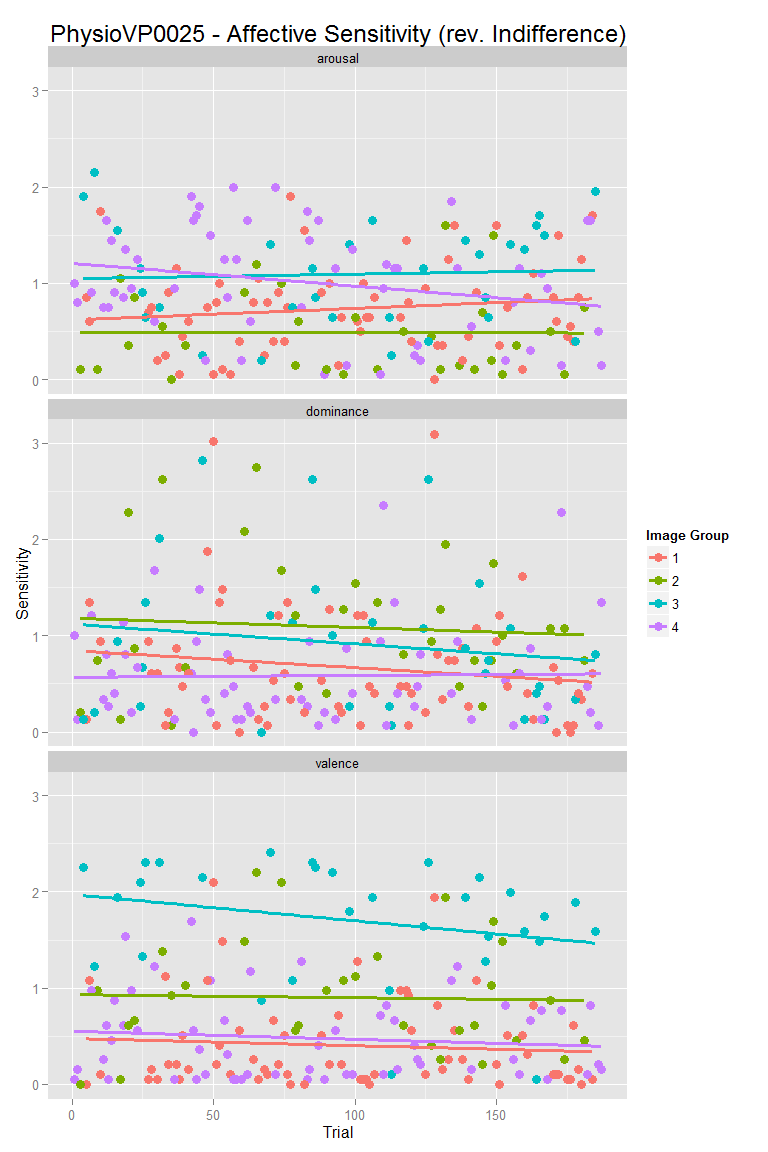 PhysioVP0025 - Affective Sensitivity (rev. Indifference)
arousal
3
2
1
0
dominance
3
2
1
0
Sensitivity
valence
3
2
1
0
0 50 100 150
Trial
Image Group
1
2
3
4